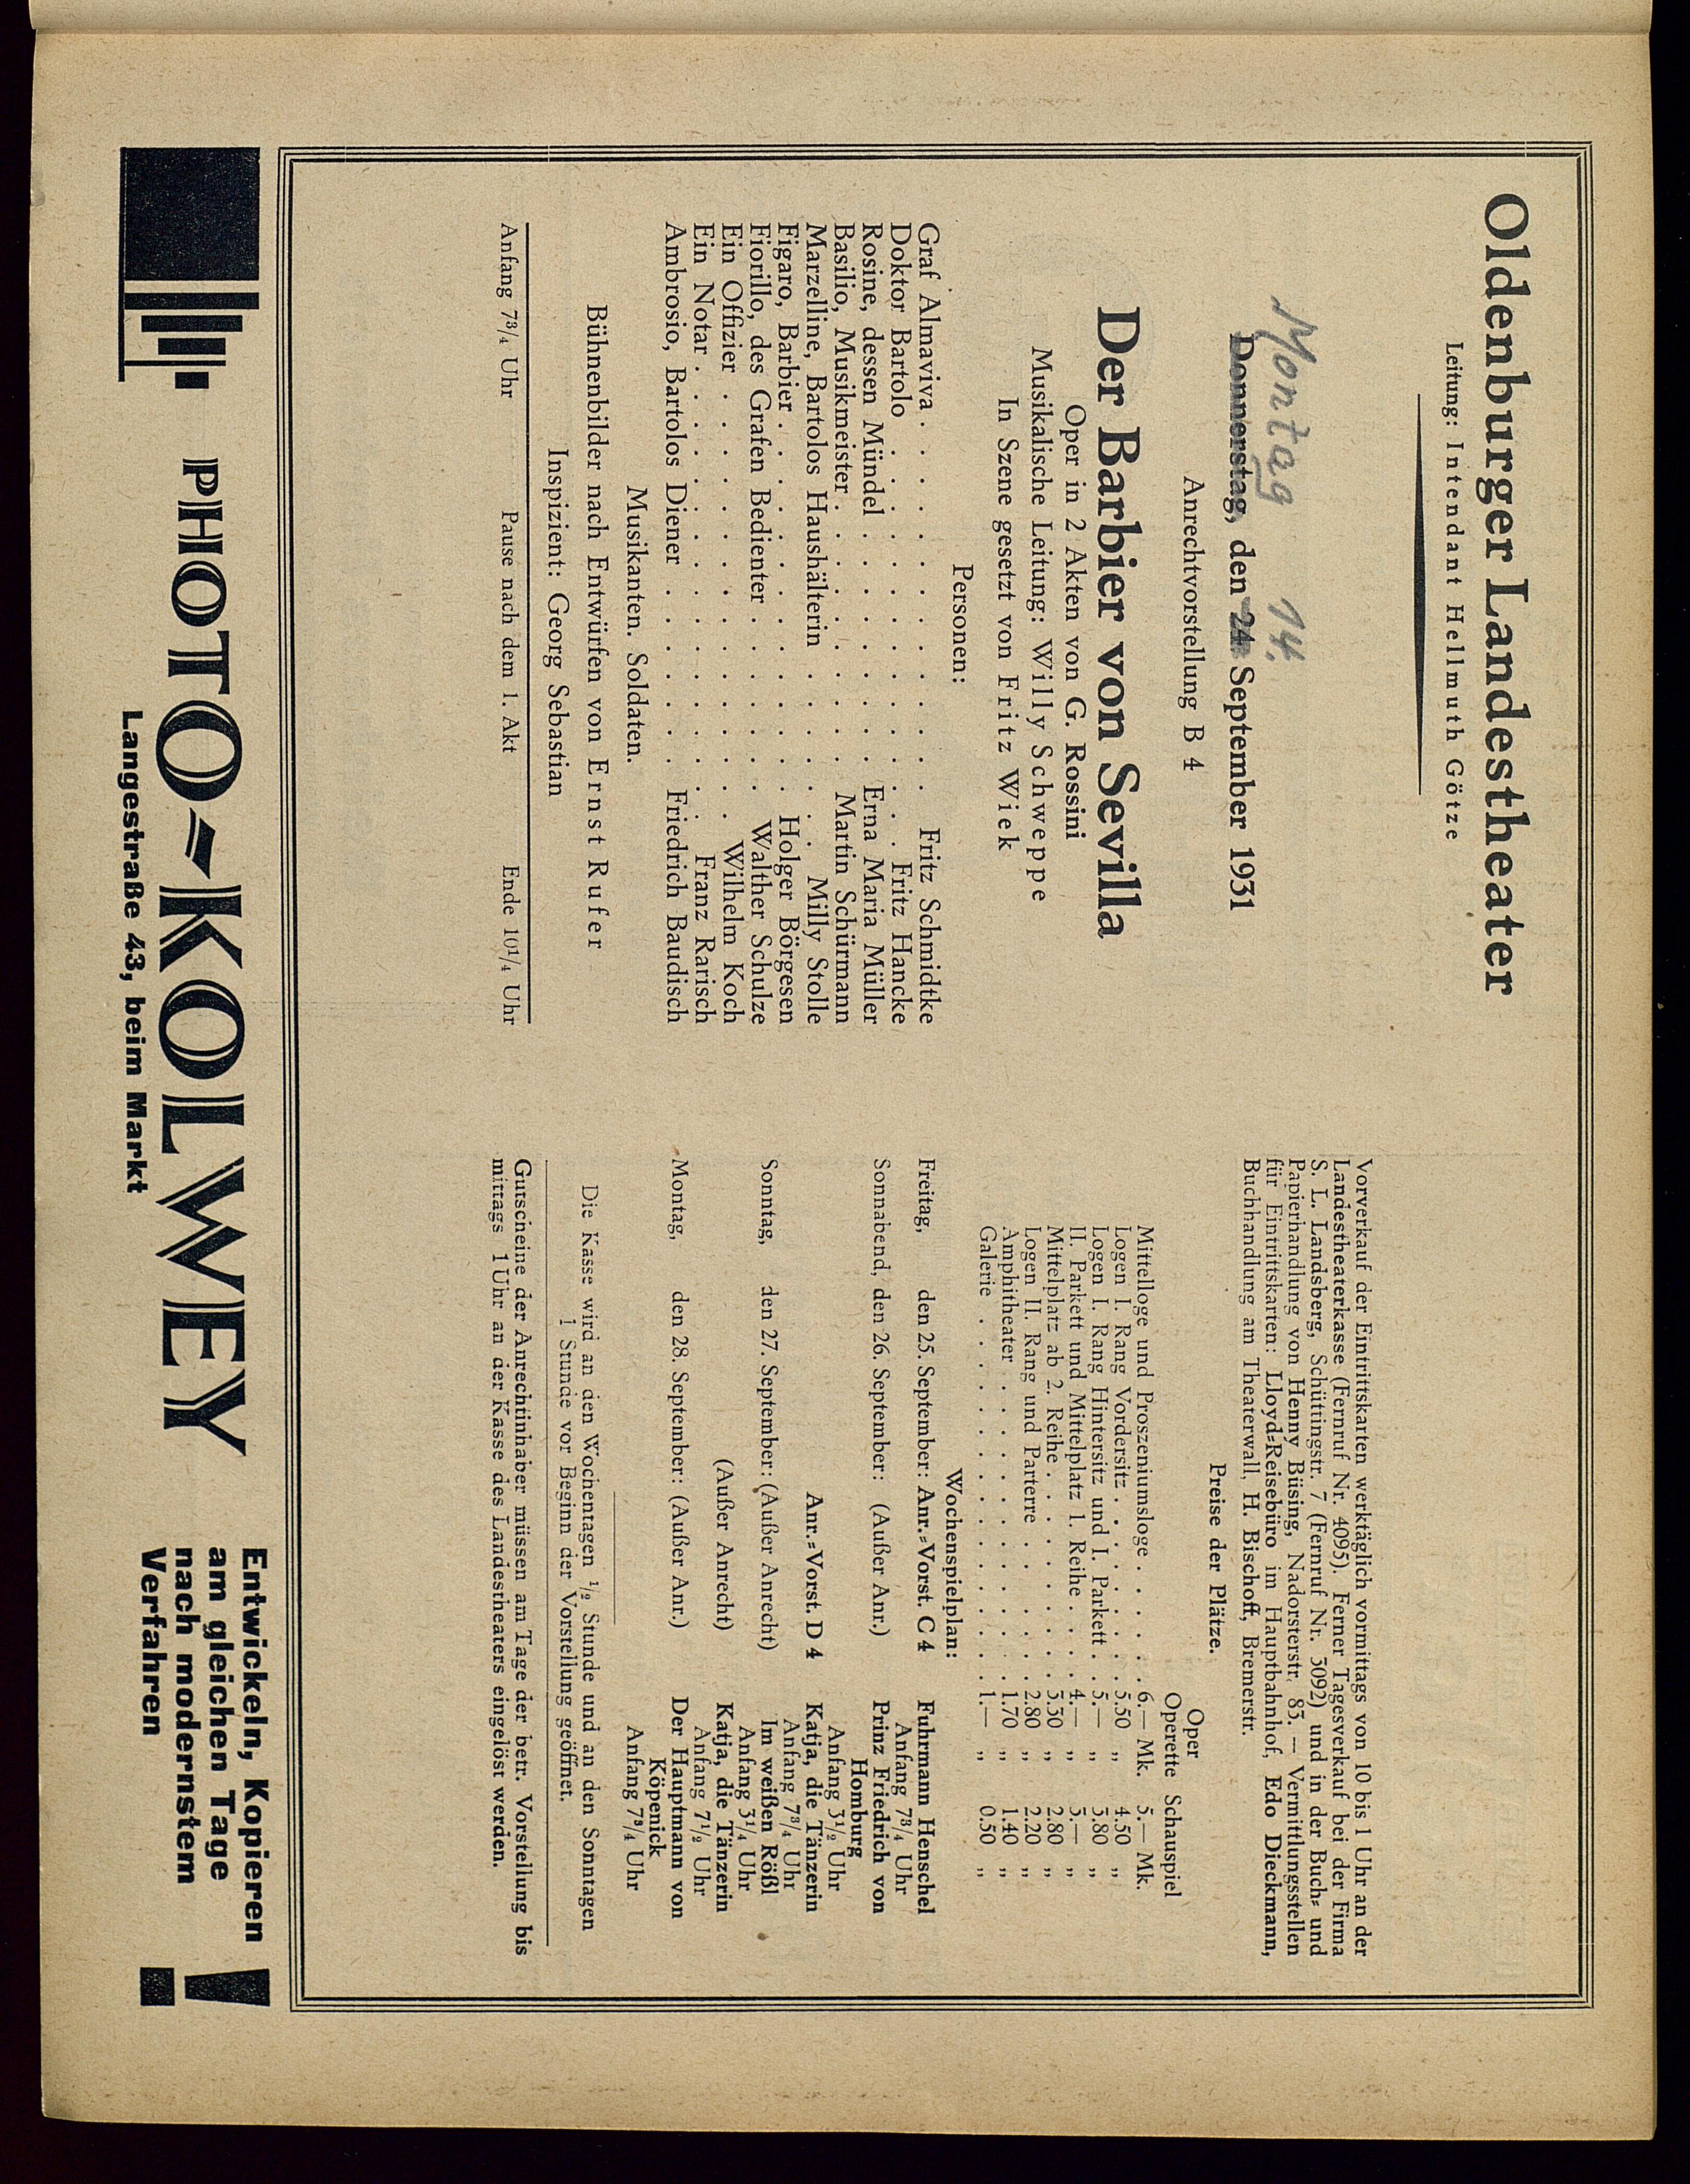 Oldenburger Landestheater
Leitung: Intendant Hellmuth Götze
Montag 14.
Donnerstag, den 24. September 1931
Anrechtvorstellung B 4
Der Barbier von Sevilla
Oper in 2 Akten von G. Rossini
Musikalische Leitung: Willy Schweppe
In Szene gesetzt von Fritz Wiek
Personen:
Graf Almaviva . . . . . . . . . . . . . Fritz Schmidtke
Doktor Bartolo . . . . . . . . . . . . . Fritz Hancke
Rosine, dessen Mündel . . . . . . . . . Erna Maria Müller
Basilio, Musikmeister . . . . . . . . . . Martin Schürmann
Marzelline, Bartolos Haushälterin . . . . . . Milly Stolle
Figaro, Barbier . . . . . . . . . . . . . Holger Börgesen
Fiorillo, des Grafen Bedienter . . . . . . . Walther Schulze
Ein Offizier . . . . . . . . . . . . . . Wilhelm Koch
Ein Notar . . . . . . . . . . . . . . . Franz Rarisch
Ambrosio, Bartolos Diener . . . . . . . . Friedrich Baudisch
Musikanten. Soldaten.
Bühnenbilder nach Entwürfen von Ernst Rufer
Inspizient: Georg Sebastian
Anfang 7¾ Uhr Pause nach dem 1. Akt Ende 10¼ Uhr
Vorverkauf der Eintrittskarten werktäglich vormittags von 10 bis 1 Uhr an der
Landestheaterkasse (Fernruf Nr. 4095). Ferner Tagesverkauf bei der Firma
S. L. Landsberg, Schüttingstr. 7 (Fernruf Nr. 3092) und in der Buch- und
Papierhandlung von Henny Büsing, Nadorsterstr. 83. — Vermittlungsstellen
für Eintrittskarten: Lloyd-Reisebüro im Hauptbahnhof, Edo Dieckmann,
Buchhandlung am Theaterwall, H. Bischoff, Bremerstr.
Preise der Plätze.
Oper
Operette Schauspiel
Mittelloge und Proszeniumsloge . . . . . 6.— Mk. 5.— Mk.
Logen I. Rang Vordersitz . . . . . . . . 5.50 „ 4.50 „
Logen I. Rang Hintersitz und I. Parkett . . 5.— „ 3.80 „
II. Parkett und Mittelplatz 1. Reihe . . . . 4.— „ 3.— „
Mittelplatz ab 2. Reihe . . . . . . . . . 3.30 „ 2.80 „
Logen II. Rang und Parterre . . . . . . 2.80 „ 2.20 „
Amphitheater . . . . . . . . . . . . . 1.70 „ 1.40 „
Galerie . . . . . . . . . . . . . . . 1.— „ 0.50 „
Wochenspielplan:
Freitag, den 25. September: Anr.-Vorst. C 4 Fuhrmann Henschel
Anfang 7¾ Uhr
Sonnabend, den 26. September: (Außer Anr.) Prinz Friedrich von
Homburg
Anfang 3½ Uhr
Anr.-Vorst. D 4 Katja, die Tänzerin
Anfang 7¾ Uhr
Sonntag, den 27. September: (Außer Anrecht) Im weißen Rößl
Anfang 3¼ Uhr
(Außer Anrecht) Katja, die Tänzerin
Anfang 7½ Uhr
Montag, den 28. September: (Außer Anr.) Der Hauptmann von
Köpenick
Anfang 7¾ Uhr
Die Kasse wird an den Wochentagen ½ Stunde und an den Sonntagen
1 Stunde vor Beginn der Vorstellung geöffnet.
Gutscheine der Anrechtinhaber müssen am Tage der betr. Vorstellung bis
mittags 1 Uhr an der Kasse des Landestheaters eingelöst werden.
PHOTO-KOLWEY
Langestraße 43, beim Markt
Entwickeln, Kopieren
am gleichen Tage
nach modernstem
Verfahren !